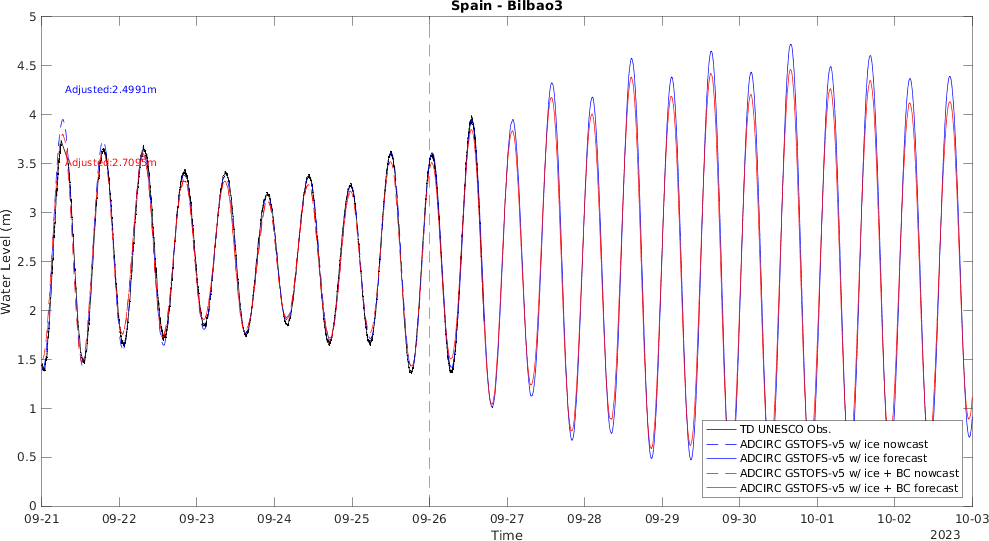 Spain - Bilbao3
5
4.5
4
3.5
3
2.5
2
1.5
1
0.5
0
Water Level (m)
Adjusted:2.4991m
Adjusted:2.7095m
TD UNESCO Obs.
ADCIRC GSTOFS-v5 w/ ice nowcast
ADCIRC GSTOFS-v5 w/ ice forecast
ADCIRC GSTOFS-v5 w/ ice + BC nowcast
ADCIRC GSTOFS-v5 w/ ice + BC forecast
09-21 09-22 09-23 09-24 09-25 09-26 09-27 09-28 09-29 09-30 10-01 10-02 10-03
Time
2023